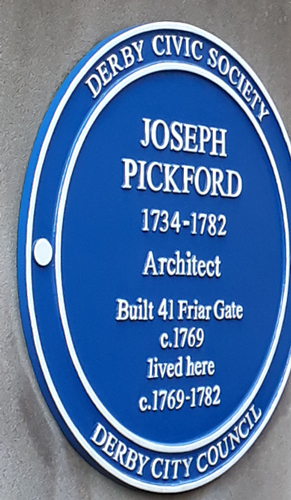 DERBY CIVIC SOCIETY
JOSEPH
PICKFORD
1734-1782
Architect
Built 41 Friar Gate
c.1769
lived here
c.1769-1782
DERBY CITY COUNCIL